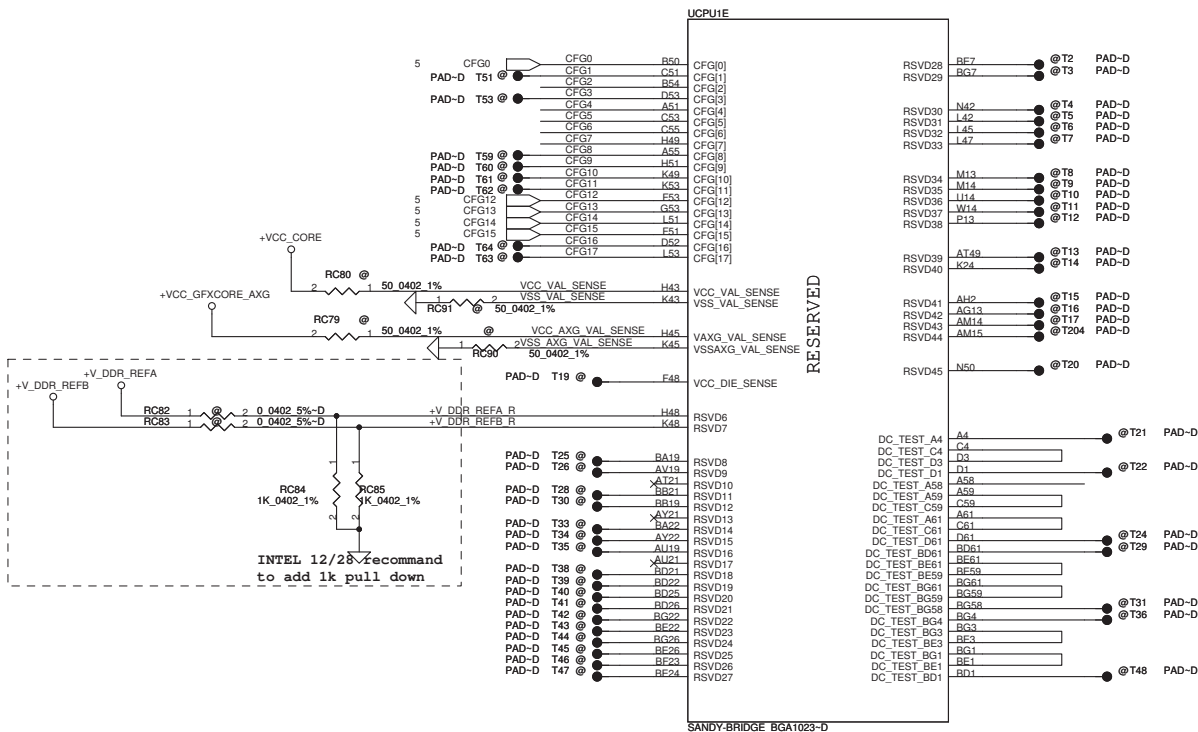 UCPU1E
5 CFG0 CFG0 B50 CFG[0]
PAD~D T51 @ CFG1 C51 CFG[1]
CFG2 B54 CFG[2]
PAD~D T53 @ CFG3 D53 CFG[3]
CFG4 A51 CFG[4]
CFG5 C53 CFG[5]
CFG6 C55 CFG[6]
CFG7 H49 CFG[7]
PAD~D T59 @ CFG8 A55 CFG[8]
PAD~D T60 @ CFG9 H51 CFG[9]
PAD~D T61 @ CFG10 K49 CFG[10]
PAD~D T62 @ CFG11 K53 CFG[11]
5 CFG12 CFG12 F53 CFG[12]
5 CFG13 CFG13 G53 CFG[13]
5 CFG14 CFG14 L51 CFG[14]
5 CFG15 CFG15 F51 CFG[15]
PAD~D T64 @ CFG16 D52 CFG[16]
PAD~D T63 @ CFG17 L53 CFG[17]
+VCC_CORE
RC80 @
2 1 50_0402_1% VCC_VAL_SENSE H43 VCC_VAL_SENSE
VSS_VAL_SENSE K43 VSS_VAL_SENSE
1 RC91 2 50_0402_1% @
+VCC_GFXCORE_AXG
RC79 @
2 1 50_0402_1% VCC_AXG_VAL_SENSE H45 VAXG_VAL_SENSE
1 2 VSS_AXG_VAL_SENSE K45 VSSAXG_VAL_SENSE
RC90 50_0402_1%
PAD~D T19 @ F48 VCC_DIE_SENSE
+V_DDR_REFA
+V_DDR_REFB
RC82 1 @ 2 0_0402_5%~D +V_DDR_REFA_R H48 RSVD6
RC83 1 @ 2 0_0402_5%~D +V_DDR_REFB_R K48 RSVD7
1 1
RC84 RC85
1K_0402_1% 1K_0402_1%
2 2
INTEL 12/28 recommand
to add 1k pull down
PAD~D T25 @ BA19 RSVD8
PAD~D T26 @ AV19 RSVD9
AT21 RSVD10
PAD~D T28 @ BB21 RSVD11
PAD~D T30 @ BB19 RSVD12
AY21 RSVD13
PAD~D T33 @ BA22 RSVD14
PAD~D T34 @ AY22 RSVD15
PAD~D T35 @ AU19 RSVD16
AU21 RSVD17
PAD~D T38 @ BD21 RSVD18
PAD~D T39 @ BD22 RSVD19
PAD~D T40 @ BD25 RSVD20
PAD~D T41 @ BD26 RSVD21
PAD~D T42 @ BG22 RSVD22
PAD~D T43 @ BE22 RSVD23
PAD~D T44 @ BG26 RSVD24
PAD~D T45 @ BE26 RSVD25
PAD~D T46 @ BF23 RSVD26
PAD~D T47 @ BE24 RSVD27
RESERVED
RSVD28 BE7 @T2 PAD~D
RSVD29 BG7 @T3 PAD~D
RSVD30 N42 @T4 PAD~D
RSVD31 L42 @T5 PAD~D
RSVD32 L45 @T6 PAD~D
RSVD33 L47 @T7 PAD~D
RSVD34 M13 @T8 PAD~D
RSVD35 M14 @T9 PAD~D
RSVD36 U14 @T10 PAD~D
RSVD37 W14 @T11 PAD~D
RSVD38 P13 @T12 PAD~D
RSVD39 AT49 @T13 PAD~D
RSVD40 K24 @T14 PAD~D
RSVD41 AH2 @T15 PAD~D
RSVD42 AG13 @T16 PAD~D
RSVD43 AM14 @T17 PAD~D
RSVD44 AM15 @T204 PAD~D
RSVD45 N50 @T20 PAD~D
DC_TEST_A4 A4 @T21 PAD~D
DC_TEST_C4 C4
DC_TEST_D3 D3
DC_TEST_D1 D1 @T22 PAD~D
DC_TEST_A58 A58
DC_TEST_A59 A59
DC_TEST_C59 C59
DC_TEST_A61 A61
DC_TEST_C61 C61
DC_TEST_D61 D61 @T24 PAD~D
DC_TEST_BD61 BD61 @T29 PAD~D
DC_TEST_BE61 BE61
DC_TEST_BE59 BE59
DC_TEST_BG61 BG61
DC_TEST_BG59 BG59
DC_TEST_BG58 BG58 @T31 PAD~D
DC_TEST_BG4 BG4 @T36 PAD~D
DC_TEST_BG3 BG3
DC_TEST_BE3 BE3
DC_TEST_BG1 BG1
DC_TEST_BE1 BE1
DC_TEST_BD1 BD1 @T48 PAD~D
SANDY-BRIDGE_BGA1023~D